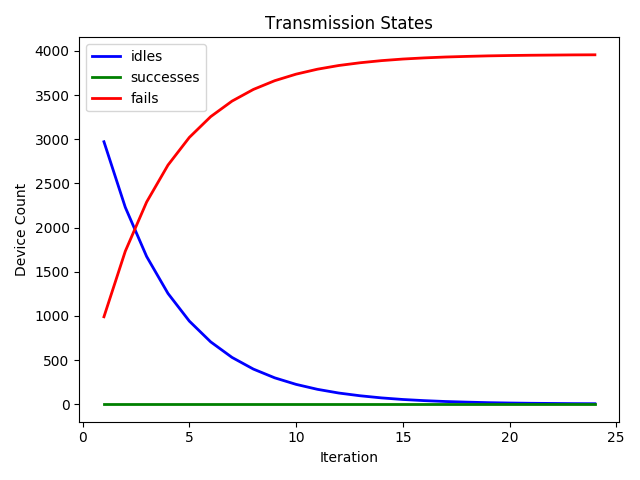 Transmission States
idles
successes
fails
Device Count
4000
3500
3000
2500
2000
1500
1000
500
0
0 5 10 15 20 25
Iteration